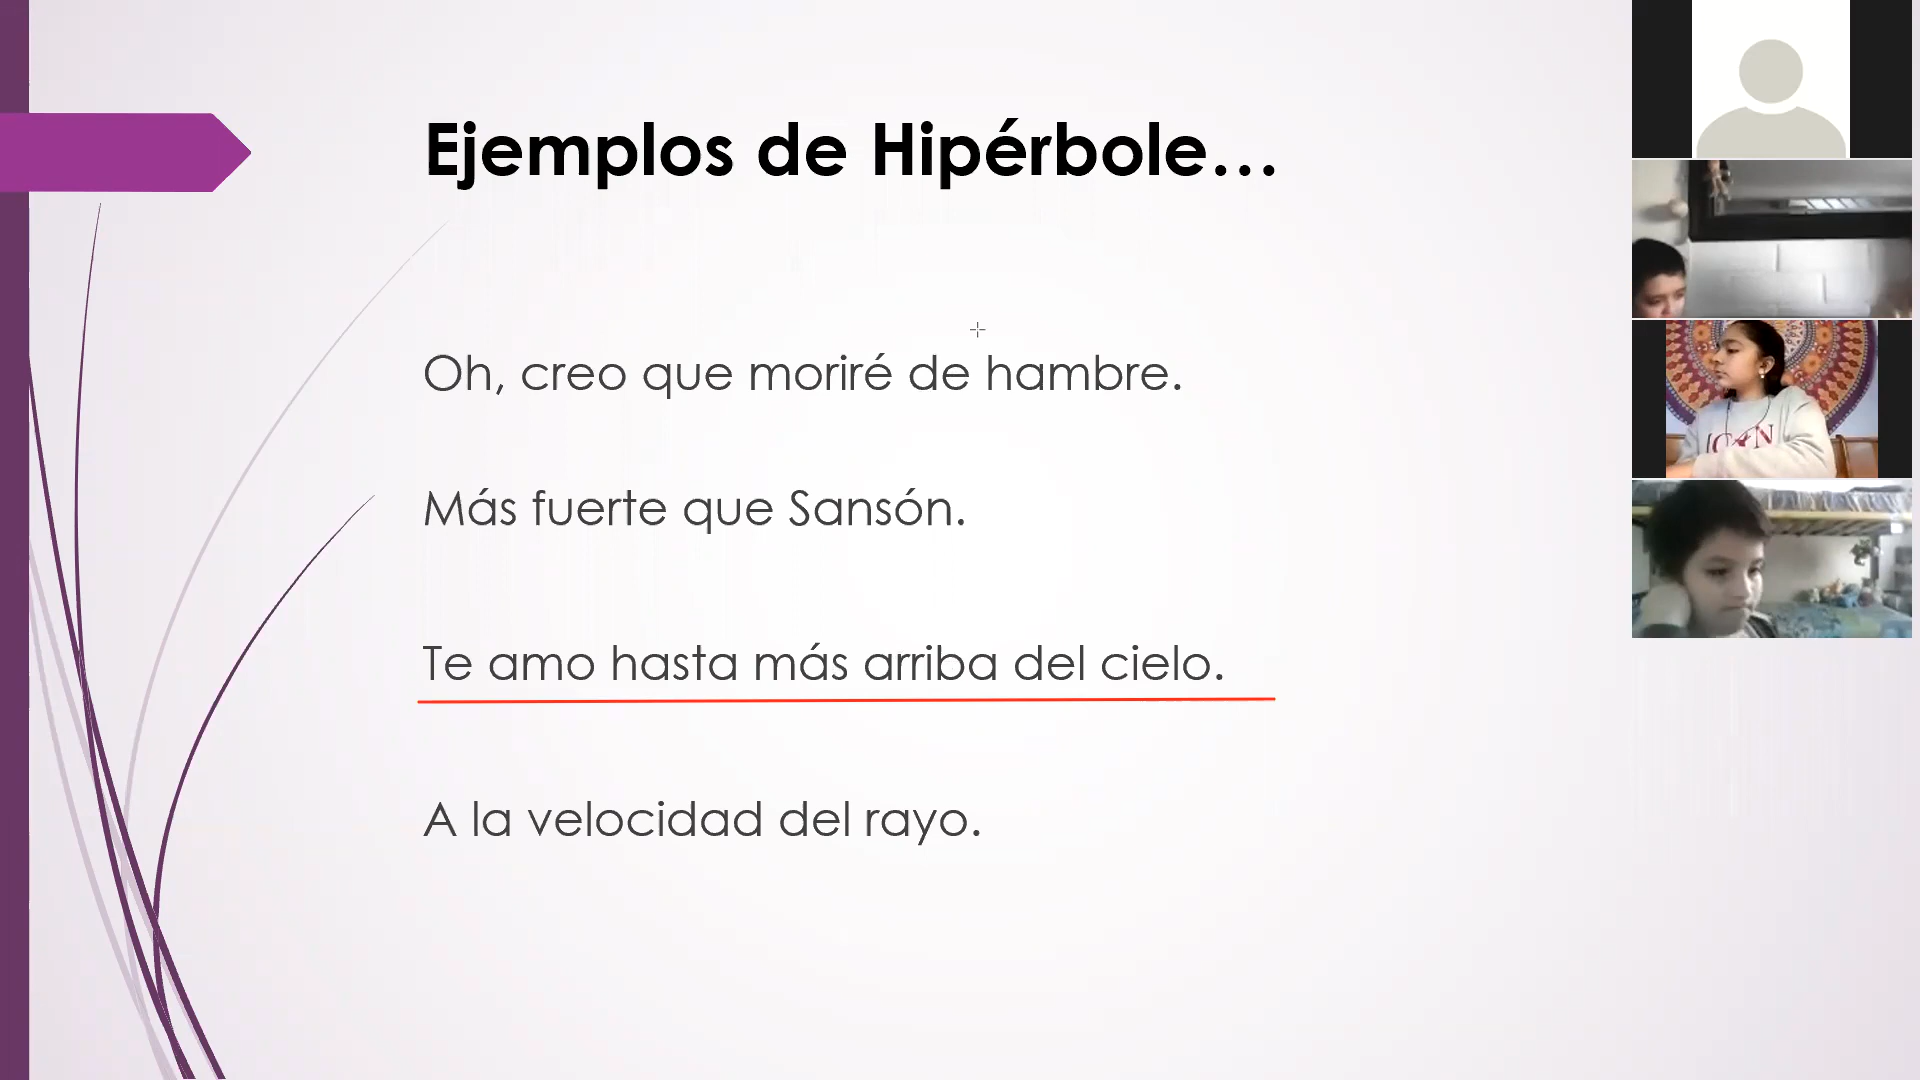 Ejemplos de Hipérbole...
Oh, creo que moriré de hambre.
Más fuerte que Sansón.
Te amo hasta más arriba del cielo.
A la velocidad del rayo.